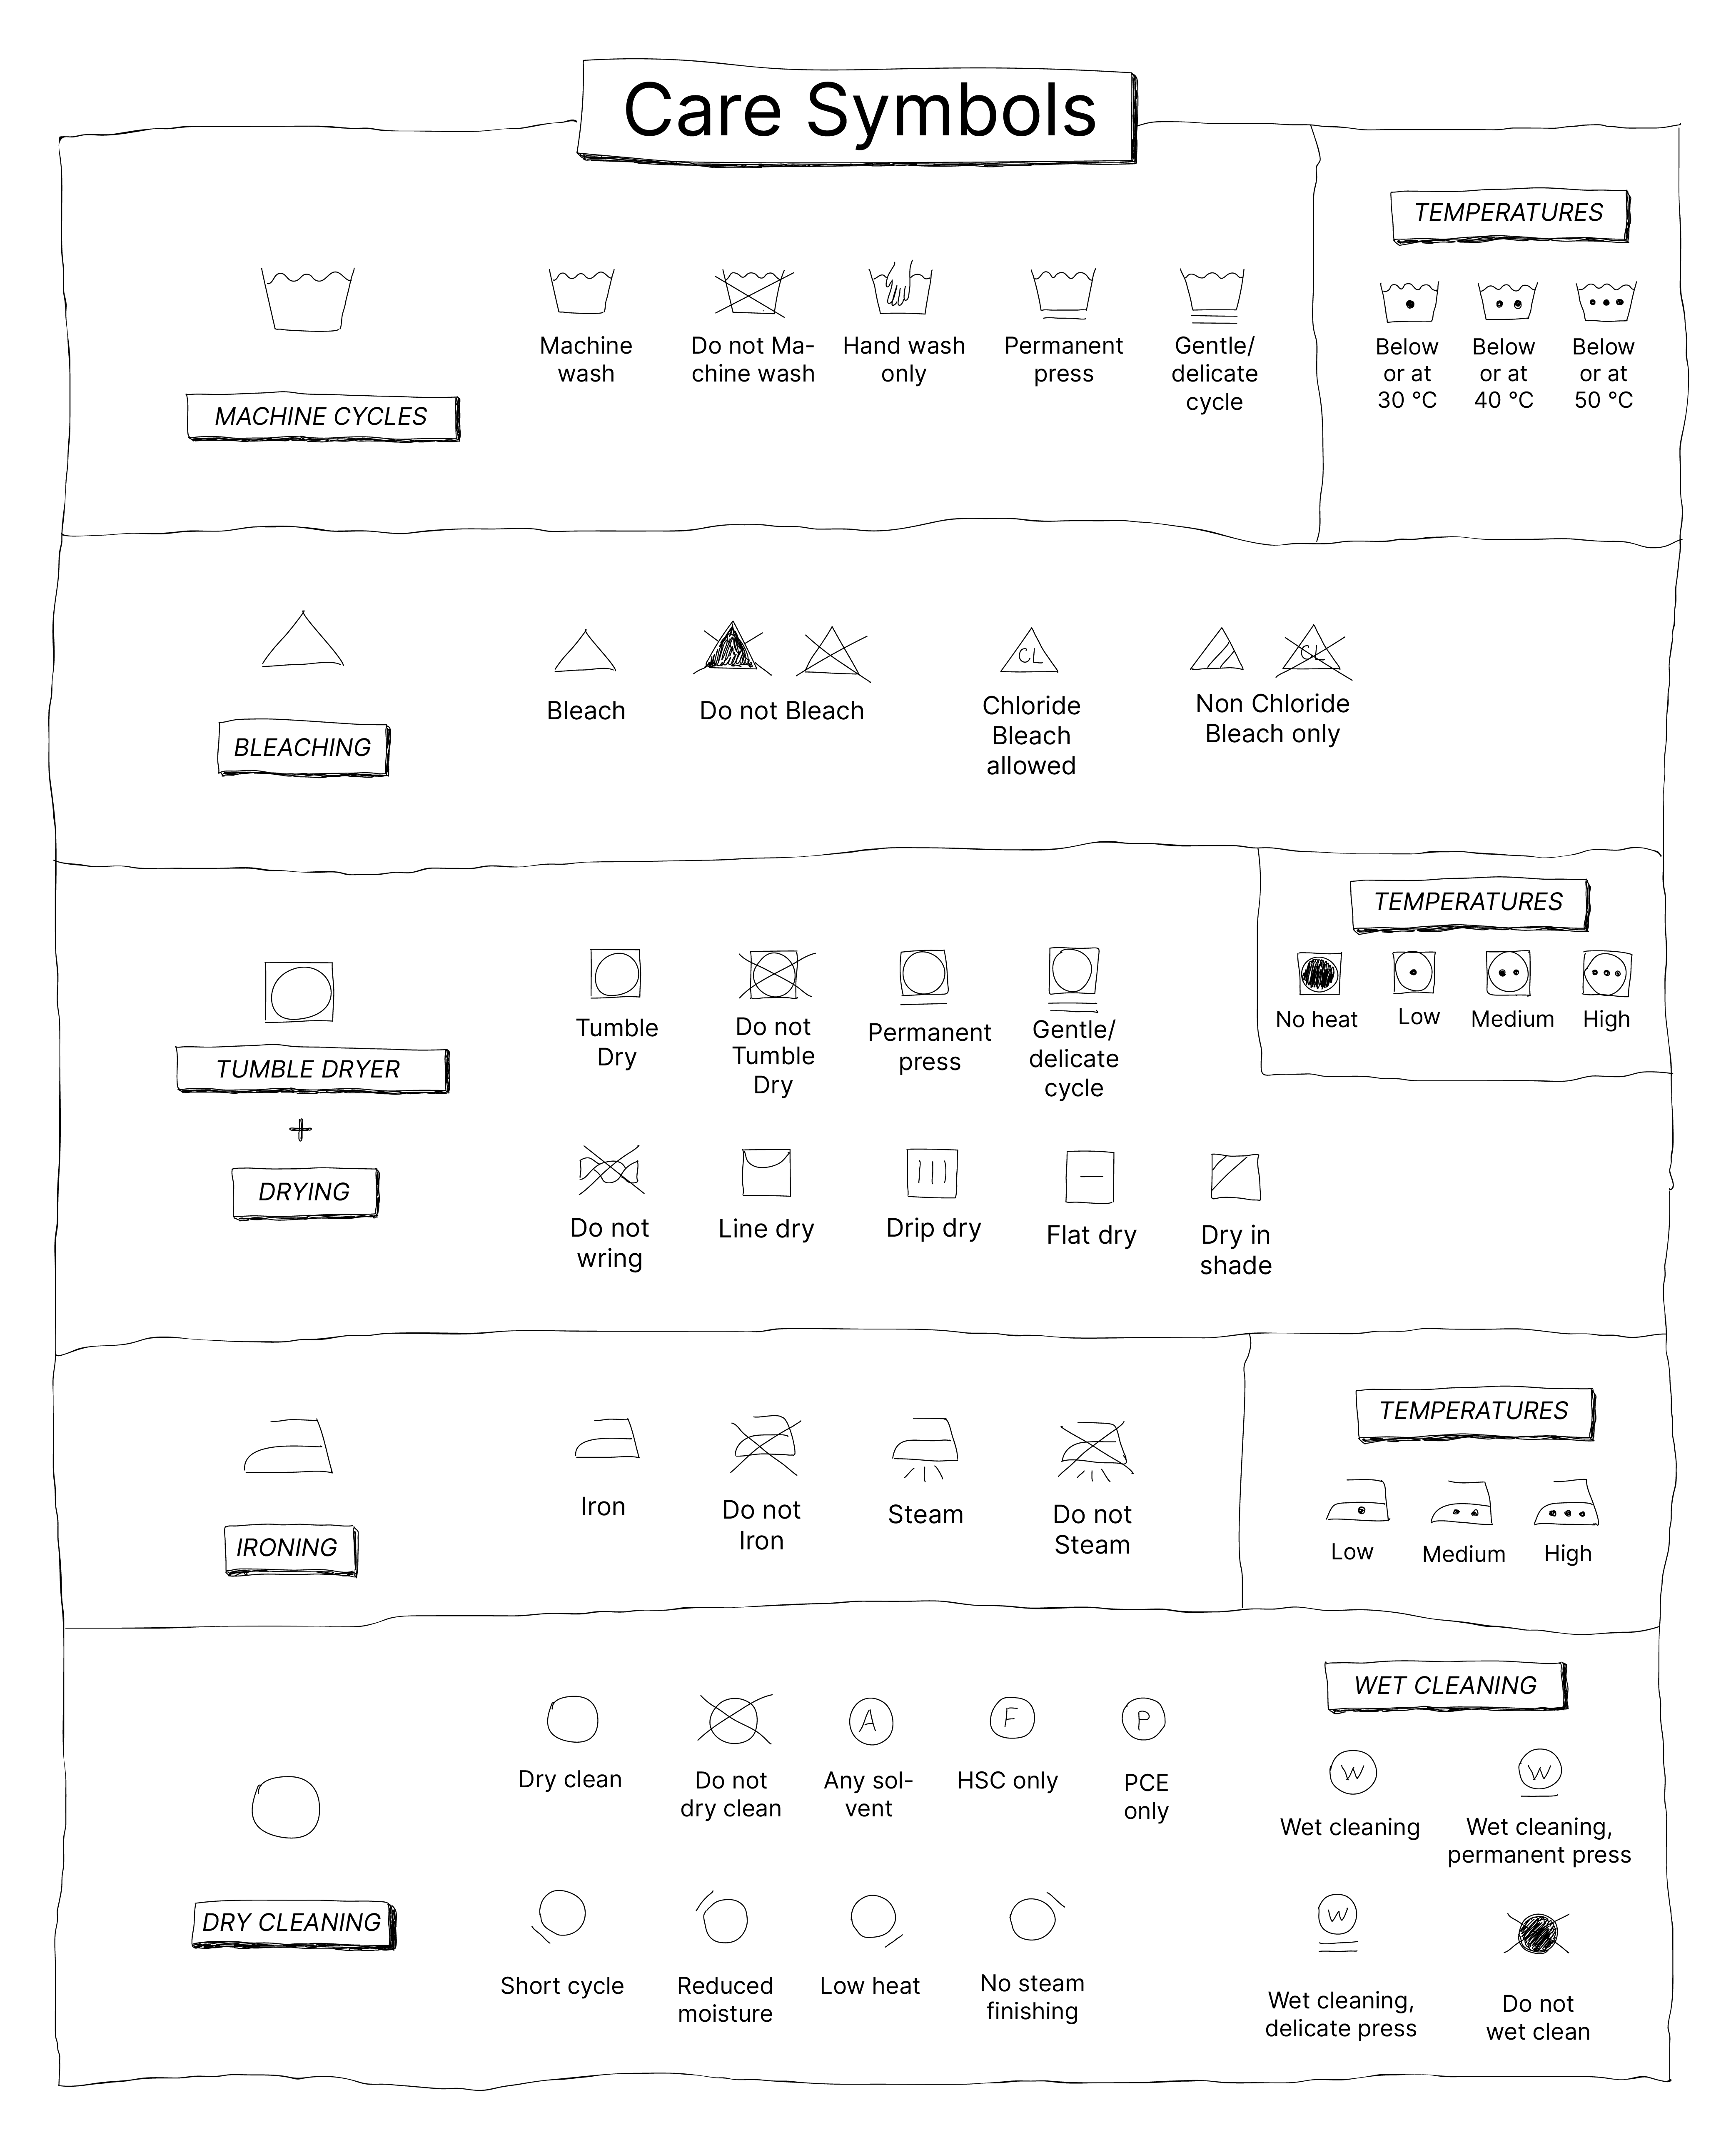 Care Symbols
TEMPERATURES
Machine
wash
Do not Ma-
chine wash
Hand wash
only
Permanent
press
Gentle/
delicate
cycle
Below
or at
30 °C
Below
or at
40 °C
Below
or at
50 °C
MACHINE CYCLES
CL
CL
Bleach
Do not Bleach
Chloride
Bleach
allowed
Non Chloride
Bleach only
BLEACHING
TEMPERATURES
No heat
Low
Medium
High
Tumble
Dry
Do not
Tumble
Dry
Permanent
press
Gentle/
delicate
cycle
TUMBLE DRYER
+
DRYING
Do not
wring
Line dry
Drip dry
Flat dry
Dry in
shade
TEMPERATURES
Iron
Do not
Iron
Steam
Do not
Steam
Low
Medium
High
IRONING
WET CLEANING
A
F
P
Dry clean
Do not
dry clean
Any sol-
vent
HSC only
PCE
only
W
W
Wet cleaning
Wet cleaning,
permanent press
DRY CLEANING
Short cycle
Reduced
moisture
Low heat
No steam
finishing
W
Wet cleaning,
delicate press
Do not
wet clean